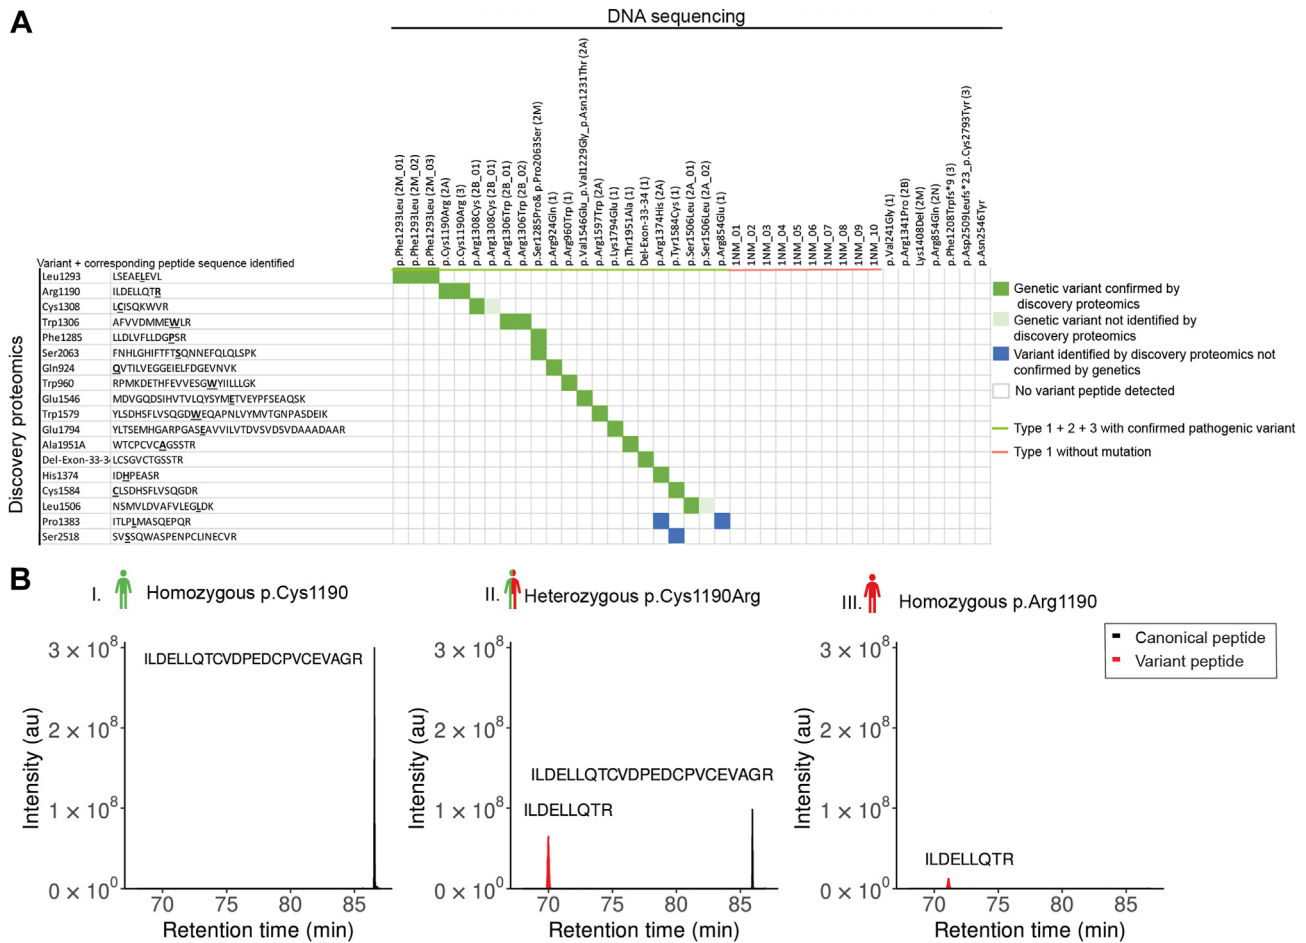 A
DNA sequencing
p.Phe1293Leu (2M_01)
p.Phe1293Leu (2M_02)
p.Phe1293Leu (2M_03)
p.Cys1190Arg (2A)
p.Cys1190Arg (3)
p.Arg1308Cys (2B_01)
p.Arg1308Cys (2B_01)
p.Arg1306Trp (2B_01)
p.Arg1306Trp (2B_02)
p.Ser1285Pro& p.Pro2063Ser (2M)
p.Arg924Gln (1)
p.Arg960Trp (1)
p.Val1546Glu_p.Val1229Gly_p.Asn1231Thr (2A)
p.Arg1597Trp (2A)
p.Lys1794Glu (1)
p.Thr1951Ala (1)
Del-Exon-33-34 (1)
p.Arg1374His (2A)
p.Tyr1584Cys (1)
p.Ser1506Leu (2A_01)
p.Ser1506Leu (2A_02)
p.Arg854Glu (1)
1NM_01
1NM_02
1NM_03
1NM_04
1NM_05
1NM_06
1NM_07
1NM_08
1NM_09
1NM_10
p.Val241Gly (1)
p.Arg1341Pro (2B)
Lys1408Del (2M)
p.Arg854Gln (2N)
p.Phe1208Trpfs*9 (3)
p.Asp2509Leufs*23_p.Cys2793Tyr (3)
p.Asn2546Tyr
Variant + corresponding peptide sequence identified
Discovery proteomics
Leu1293 LSEAELEVL
Arg1190 ILDELLQTR
Cys1308 LCISQKWVR
Trp1306 AFVVDMMEWLR
Phe1285 LLDLVFLLDGPSR
Ser2063 FNHLGHIFTFTSQNNEFQLQLSPK
Gln924 QVTILVEGGEIELFDGEVNVK
Trp960 RPMKDETHFEVVESGWYIILLLGK
Glu1546 MDVGQDSIHVTVLQYSYMETVEYPFSEAQSK
Trp1579 YLSDHSFLVSQGDWEQAPNLVYMVTGNPASDEIK
Glu1794 YLTSEMHGARPGASEAVVILVTDVSVDSVDAAADAAR
Ala1951A WTCPCVCAGSSTR
Del-Exon-33-34 LCSGVCTGSSTR
His1374 IDHPEASR
Cys1584 CLSDHSFLVSQGDR
Leu1506 NSMVLDVAFVLEGLDK
Pro1383 ITLPLMASQEPQR
Ser2518 SVSSQWASPENPCLINECVR
Genetic variant confirmed by
discovery proteomics
Genetic variant not identified by
discovery proteomics
Variant identified by discovery proteomics not
confirmed by genetics
No variant peptide detected
Type 1 + 2 + 3 with confirmed pathogenic variant
Type 1 without mutation
B
I. Homozygous p.Cys1190
3 × 10⁸
2 × 10⁸
1 × 10⁸
0 × 10⁰
Intensity (au)
ILDELLQTCVDPEDCPVCEVAGR
70 75 80 85
Retention time (min)
II. Heterozygous p.Cys1190Arg
3 × 10⁸
2 × 10⁸
1 × 10⁸
0 × 10⁰
Intensity (au)
ILDELLQTCVDPEDCPVCEVAGR
ILDELLQTR
70 75 80 85
Retention time (min)
III. Homozygous p.Arg1190
3 × 10⁸
2 × 10⁸
1 × 10⁸
0 × 10⁰
Intensity (au)
ILDELLQTR
70 75 80 85
Retention time (min)
Canonical peptide
Variant peptide